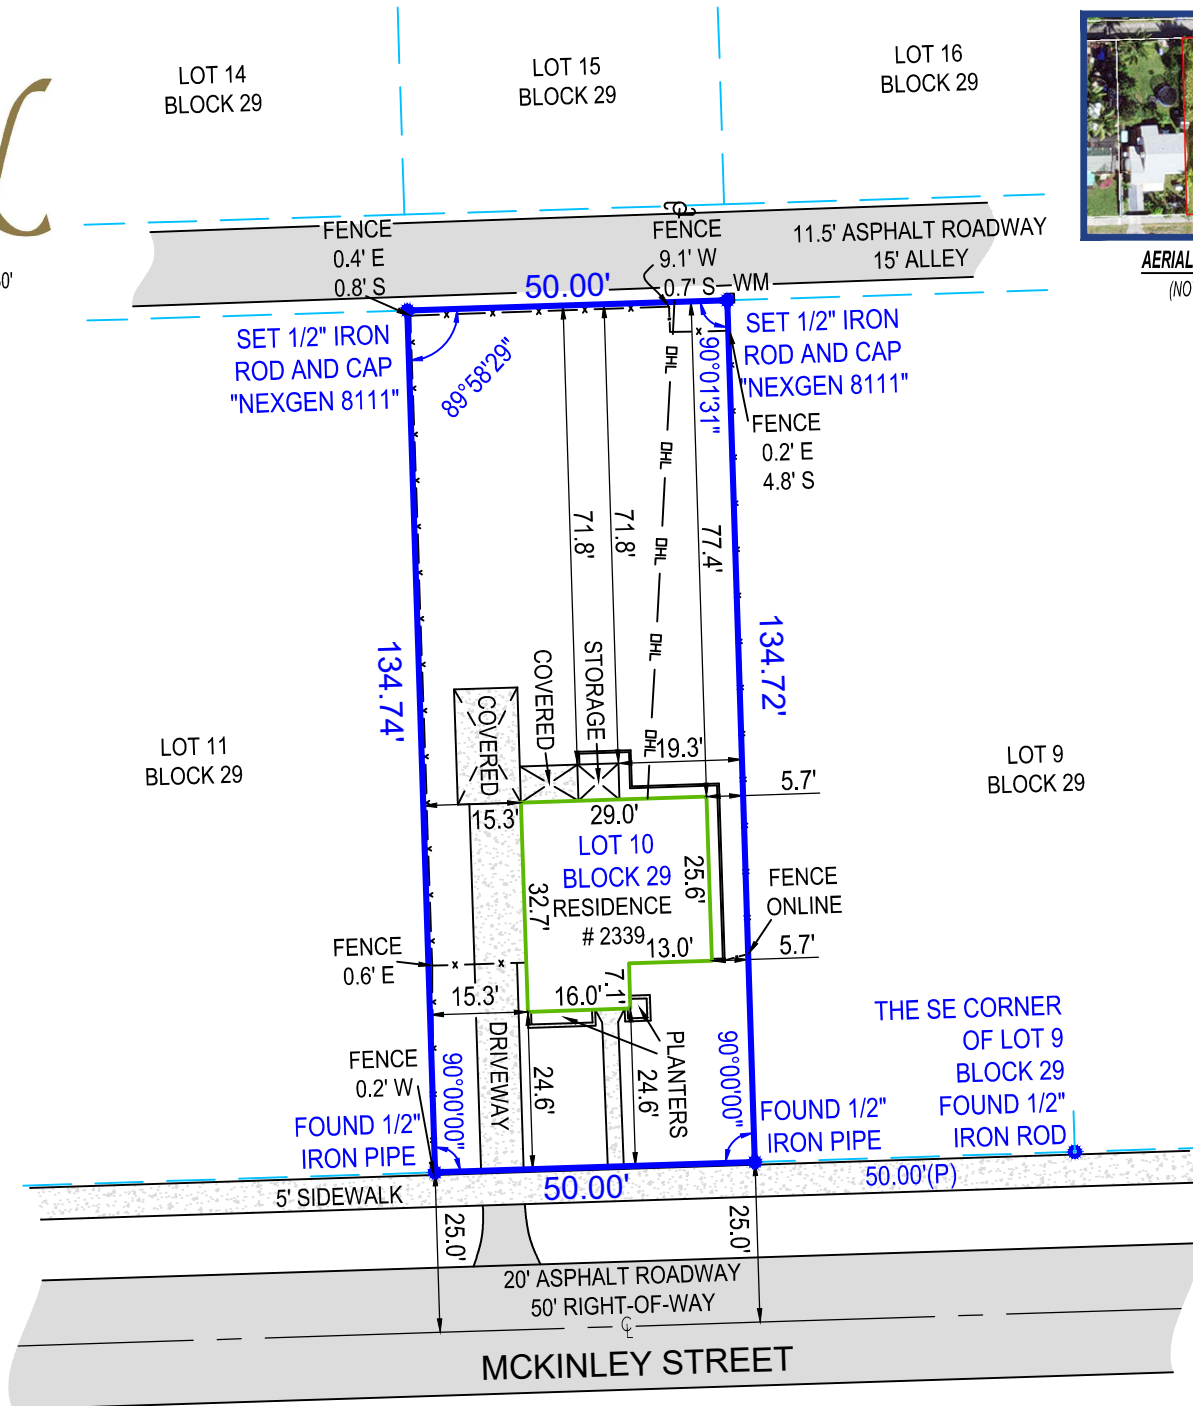 LOT 14
BLOCK 29
LOT 15
BLOCK 29
LOT 16
BLOCK 29
AERIAL
(NO
0'
FENCE
0.4' E
0.8' S
FENCE
9.1' W
0.7' S
11.5' ASPHALT ROADWAY
15' ALLEY
50.00'
WM
SET 1/2" IRON
ROD AND CAP
"NEXGEN 8111"
89°58'29"
90°01'31"
SET 1/2" IRON
ROD AND CAP
"NEXGEN 8111"
FENCE
0.2' E
4.8' S
OHL
OHL
OHL
OHL
OHL
71.8'
71.8'
77.4'
134.74'
134.72'
COVERED
COVERED
STORAGE
19.3'
5.7'
LOT 11
BLOCK 29
LOT 9
BLOCK 29
15.3'
29.0'
LOT 10
BLOCK 29
RESIDENCE
# 2339
32.7'
25.6'
13.0'
7.1'
16.0'
FENCE
ONLINE
5.7'
FENCE
0.6' E
15.3'
DRIVEWAY
PLANTERS
24.6'
24.6'
FENCE
0.2' W
90°00'00"
90°00'00"
FOUND 1/2"
IRON PIPE
FOUND 1/2"
IRON PIPE
THE SE CORNER
OF LOT 9
BLOCK 29
FOUND 1/2"
IRON ROD
5' SIDEWALK
50.00'
50.00'(P)
25.0'
25.0'
20' ASPHALT ROADWAY
50' RIGHT-OF-WAY
MCKINLEY STREET